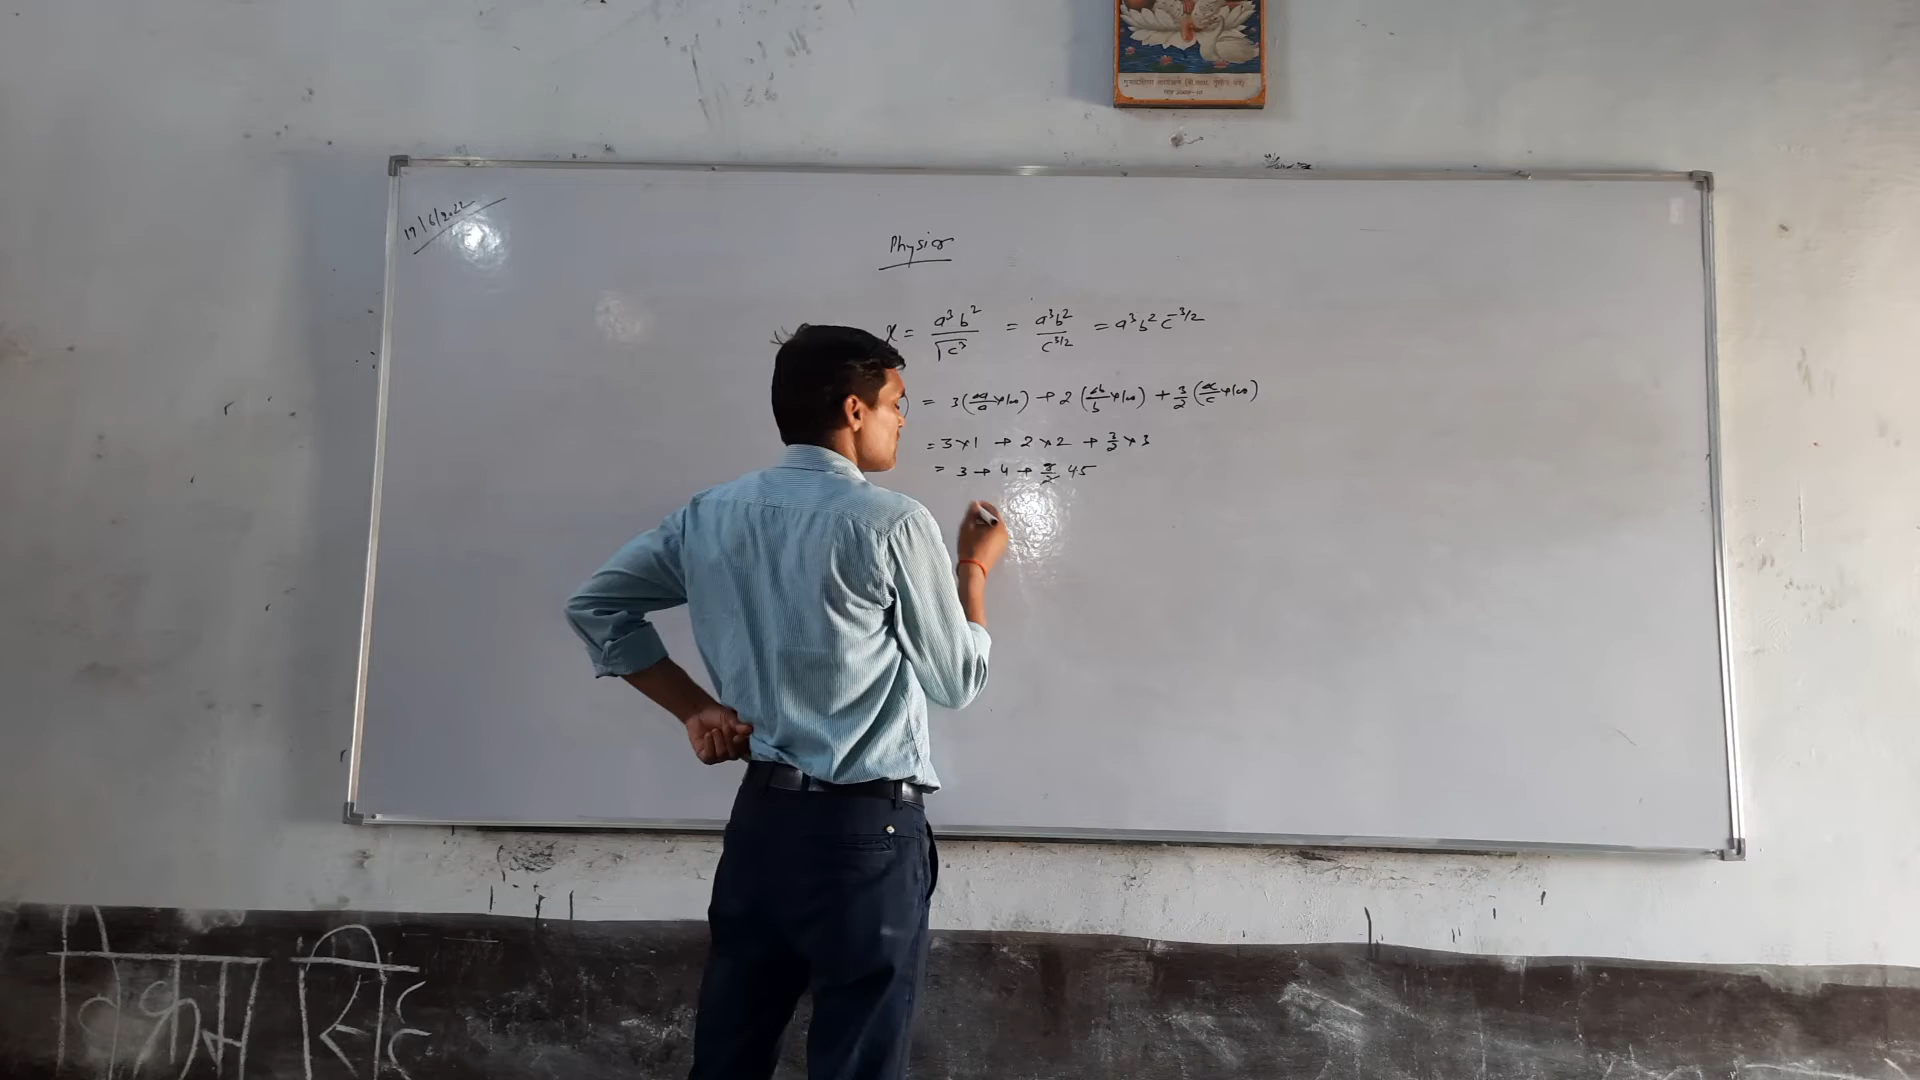 17/6/2022
Physics
x = a³b²/√c³ = a³b²/c^3/2 = a³b²c^-3/2
) = 3(Δa/a×100) + 2(Δb/b×100) + 3/2(Δc/c×100)
= 3×1 + 2×2 + 3/2×3
= 3 + 4 + 9/2 4.5
विक्रम सिंह